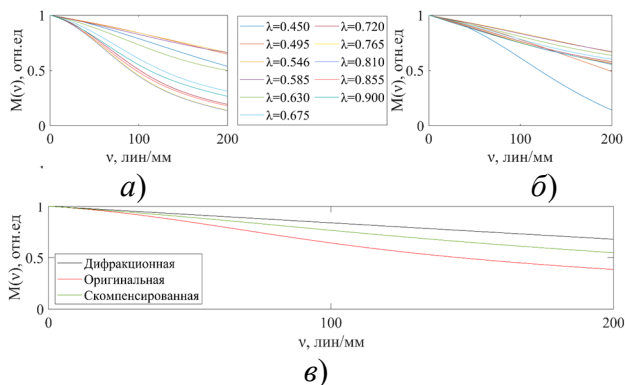 M(ν), отн.ед
1
0.5
0
0
100
200
ν, лин/мм
а)
λ=0.450
λ=0.720
λ=0.495
λ=0.765
λ=0.546
λ=0.810
λ=0.585
λ=0.855
λ=0.630
λ=0.900
λ=0.675
M(ν), отн.ед
1
0.5
0
0
100
200
ν, лин/мм
б)
M(ν), отн.ед
1
0.5
0
Дифракционная
Оригинальная
Скомпенсированная
0
100
200
ν, лин/мм
в)